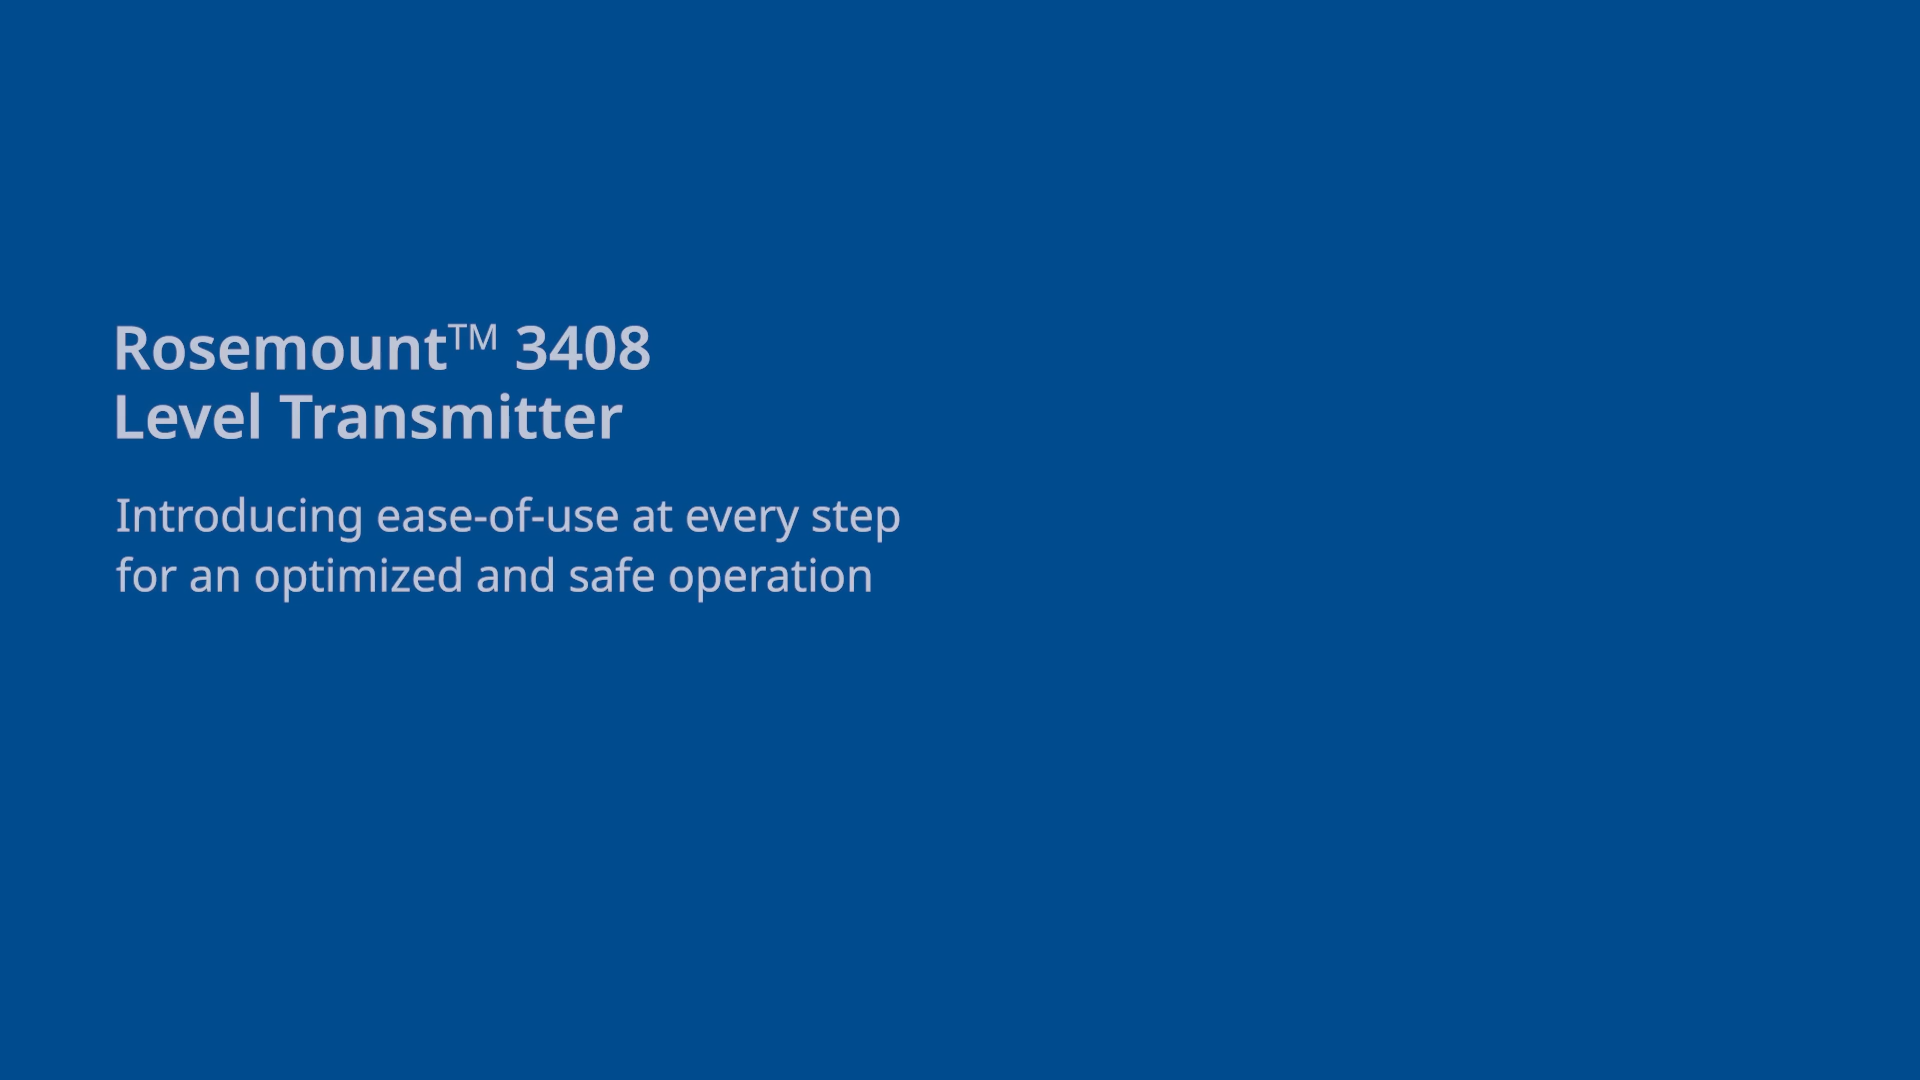 Rosemount™ 3408
Level Transmitter
Introducing ease-of-use at every step
for an optimized and safe operation